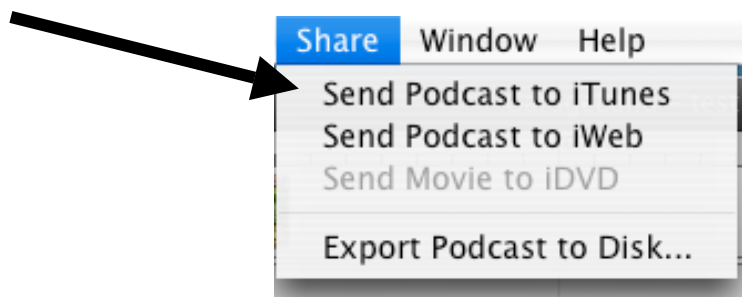 Share Window Help
Send Podcast to iTunes
Send Podcast to iWeb
Send Movie to iDVD
Export Podcast to Disk...